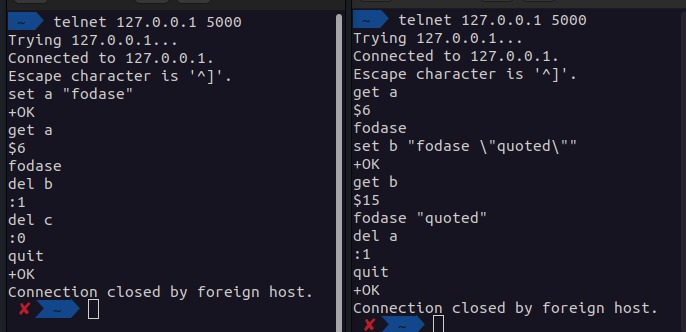 ~ telnet 127.0.0.1 5000
Trying 127.0.0.1...
Connected to 127.0.0.1.
Escape character is '^]'.
set a "fodase"
+OK
get a
$6
fodase
del b
:1
del c
:0
quit
+OK
Connection closed by foreign host.
✘ ~
~ telnet 127.0.0.1 5000
Trying 127.0.0.1...
Connected to 127.0.0.1.
Escape character is '^]'.
get a
$6
fodase
set b "fodase \"quoted\""
+OK
get b
$15
fodase "quoted"
del a
:1
quit
+OK
Connection closed by foreign host.
✘ ~